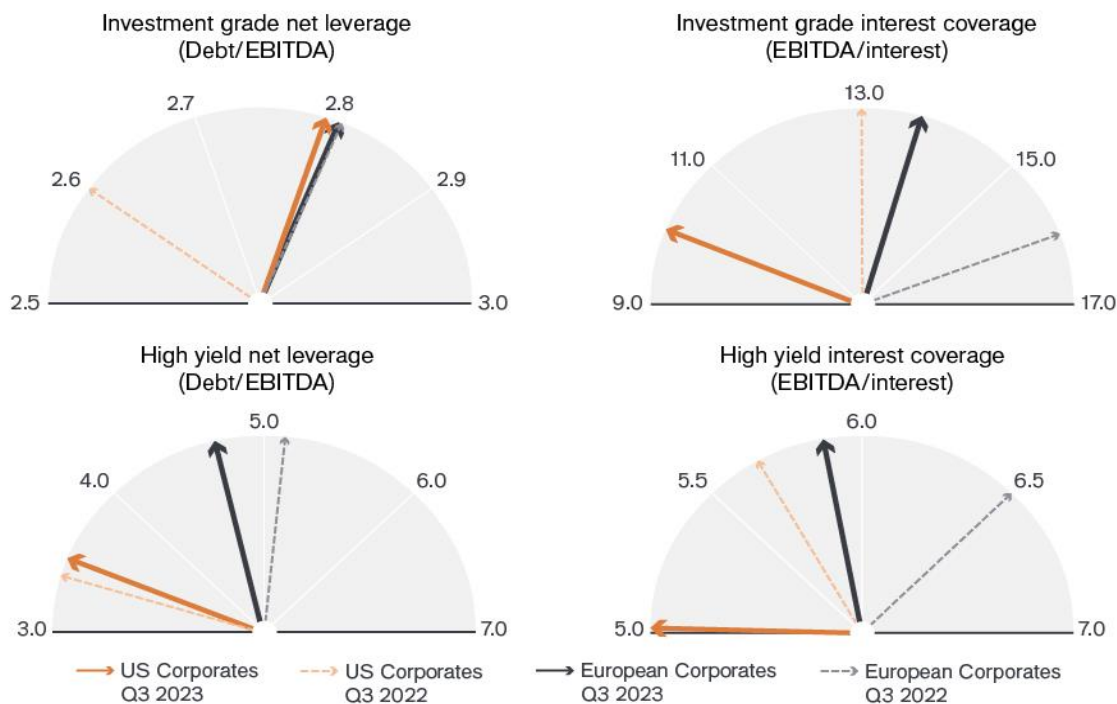 Investment grade net leverage
(Debt/EBITDA)
2.5
2.6
2.7
2.8
2.9
3.0
Investment grade interest coverage
(EBITDA/interest)
9.0
11.0
13.0
15.0
17.0
High yield net leverage
(Debt/EBITDA)
3.0
4.0
5.0
6.0
7.0
High yield interest coverage
(EBITDA/interest)
5.0
5.5
6.0
6.5
7.0
US Corporates
Q3 2023
US Corporates
Q3 2022
European Corporates
Q3 2023
European Corporates
Q3 2022